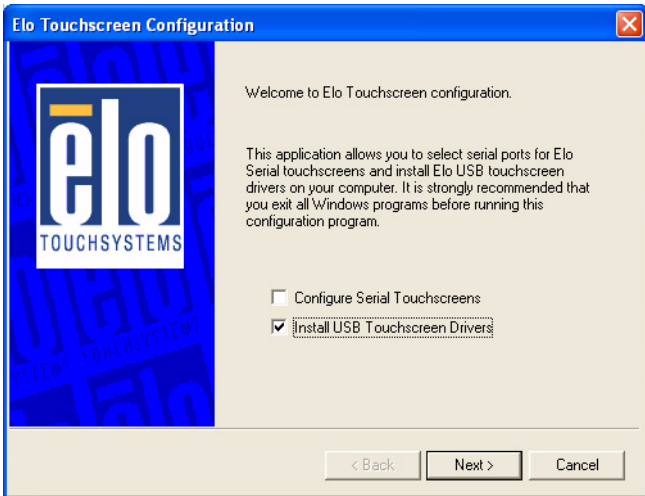 Elo Touchscreen Configuration
Welcome to Elo Touchscreen configuration.
This application allows you to select serial ports for Elo
Serial touchscreens and install Elo USB touchscreen
drivers on your computer. It is strongly recommended that
you exit all Windows programs before running this
configuration program.
ēlo
TOUCHSYSTEMS
Configure Serial Touchscreens
Install USB Touchscreen Drivers
< Back
Next >
Cancel